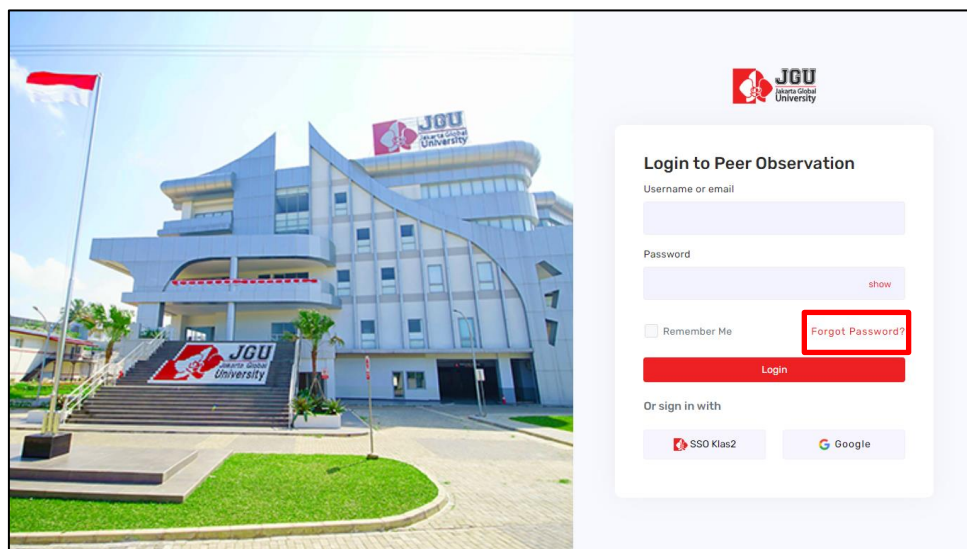 JGU
Jakarta Global
University
JGU
Jakarta Global
University
JGU
Jakarta Global
University
Login to Peer Observation
Username or email
Password
show
Remember Me
Forgot Password?
Login
Or sign in with
SSO Klas2
Google